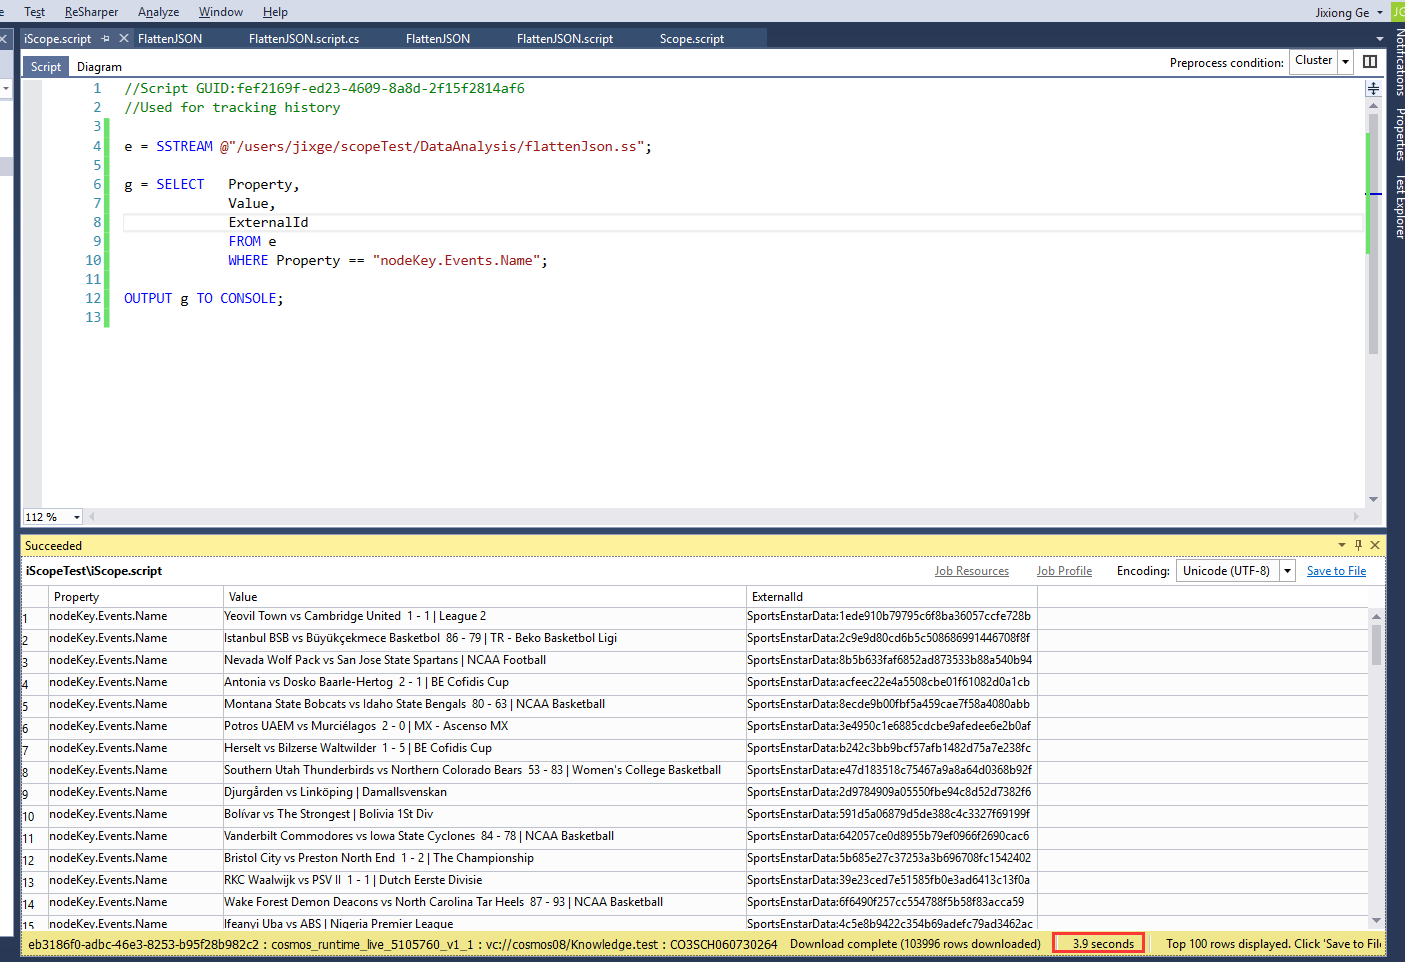 e Test ReSharper Analyze Window Help Jixiong Ge JG
iScope.script FlattenJSON FlattenJSON.script.cs FlattenJSON FlattenJSON.script Scope.script
Script Diagram Preprocess condition: Cluster
Notifications
Properties
Test Explorer
1 //Script GUID:fef2169f-ed23-4609-8a8d-2f15f2814af6
2 //Used for tracking history
3
4 e = SSTREAM @"/users/jixge/scopeTest/DataAnalysis/flattenJson.ss";
5
6 g = SELECT Property,
7 Value,
8 ExternalId
9 FROM e
10 WHERE Property == "nodeKey.Events.Name";
11
12 OUTPUT g TO CONSOLE;
13
112 %
Succeeded
iScopeTest\iScope.script Job Resources Job Profile Encoding: Unicode (UTF-8) Save to File
Property Value ExternalId
1 nodeKey.Events.Name Yeovil Town vs Cambridge United 1 - 1 | League 2 SportsEnstarData:1ede910b79795c6f8ba36057ccfe728b
2 nodeKey.Events.Name Istanbul BSB vs Büyükçekmece Basketbol 86 - 79 | TR - Beko Basketbol Ligi SportsEnstarData:2c9e9d80cd6b5c508686991446708f8f
3 nodeKey.Events.Name Nevada Wolf Pack vs San Jose State Spartans | NCAA Football SportsEnstarData:8b5b633faf6852ad873533b88a540b94
4 nodeKey.Events.Name Antonia vs Dosko Baarle-Hertog 2 - 1 | BE Cofidis Cup SportsEnstarData:acfeec22e4a5508cbe01f61082d0a1cb
5 nodeKey.Events.Name Montana State Bobcats vs Idaho State Bengals 80 - 63 | NCAA Basketball SportsEnstarData:8ecde9b00fbf5a459cae7f58a4080abb
6 nodeKey.Events.Name Potros UAEM vs Murciélagos 2 - 0 | MX - Ascenso MX SportsEnstarData:3e4950c1e6885cdcbe9afedee6e2b0af
7 nodeKey.Events.Name Herselt vs Bilzerse Waltwilder 1 - 5 | BE Cofidis Cup SportsEnstarData:b242c3bb9bcf57afb1482d75a7e238fc
8 nodeKey.Events.Name Southern Utah Thunderbirds vs Northern Colorado Bears 53 - 83 | Women's College Basketball SportsEnstarData:e47d183518c75467a9a8a64d0368b92f
9 nodeKey.Events.Name Djurgården vs Linköping | Damallsvenskan SportsEnstarData:2d9784909a05550fbe94c8d52d7382f6
10 nodeKey.Events.Name Bolívar vs The Strongest | Bolivia 1St Div SportsEnstarData:591d5a06879d5de388c4c3327f69199f
11 nodeKey.Events.Name Vanderbilt Commodores vs Iowa State Cyclones 84 - 78 | NCAA Basketball SportsEnstarData:642057ce0d8955b79ef0966f2690cac6
12 nodeKey.Events.Name Bristol City vs Preston North End 1 - 2 | The Championship SportsEnstarData:5b685e27c37253a3b696708fc1542402
13 nodeKey.Events.Name RKC Waalwijk vs PSV II 1 - 1 | Dutch Eerste Divisie SportsEnstarData:39e23ced7e51585fb0e3ad6413c13f0a
14 nodeKey.Events.Name Wake Forest Demon Deacons vs North Carolina Tar Heels 87 - 93 | NCAA Basketball SportsEnstarData:6f6490f257cc554788f5b58f83acca59
15 nodeKey.Events.Name Ifeanyi Uba vs ABS | Nigeria Premier League SportsEnstarData:4c5e8b9422c354b69adefc79ad3462ac
eb3186f0-adbc-46e3-8253-b95f28b982c2 : cosmos_runtime_live_5105760_v1_1 : vc://cosmos08/Knowledge.test : CO3SCH060730264 Download complete (103996 rows downloaded) 3.9 seconds Top 100 rows displayed. Click 'Save to File